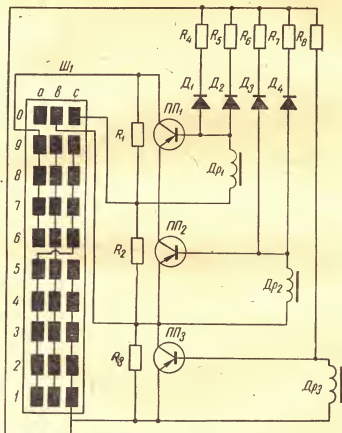 R₄ R₅ R₆ R₇ R₈
Ш₁
а в с
Д₁ Д₂ Д₃ Д₄
0
ПП₁
R₁
9
8
Др₁
7
6
ПП₂
R₂
5
4
Др₂
3
ПП₃
R₃
2
1
Др₃